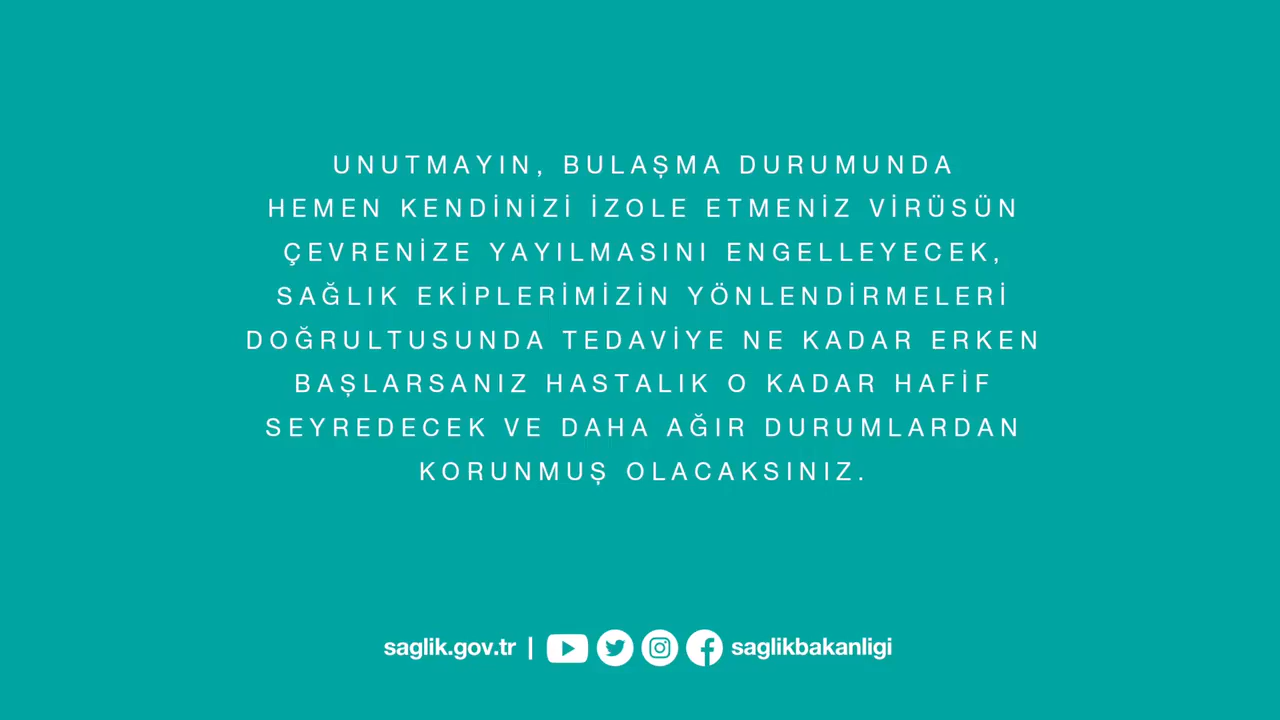 UNUTMAYIN, BULAŞMA DURUMUNDA
HEMEN KENDİNİZİ İZOLE ETMENİZ VİRÜSÜN
ÇEVRENİZE YAYILMASINI ENGELLEYECEK,
SAĞLIK EKİPLERİMİZİN YÖNLENDİRMELERİ
DOĞRULTUSUNDA TEDAVİYE NE KADAR ERKEN
BAŞLARSANIZ HASTALIK O KADAR HAFİF
SEYREDECEK VE DAHA AĞIR DURUMLARDAN
KORUNMUŞ OLACAKSINIZ.
saglik.gov.tr | saglikbakanligi